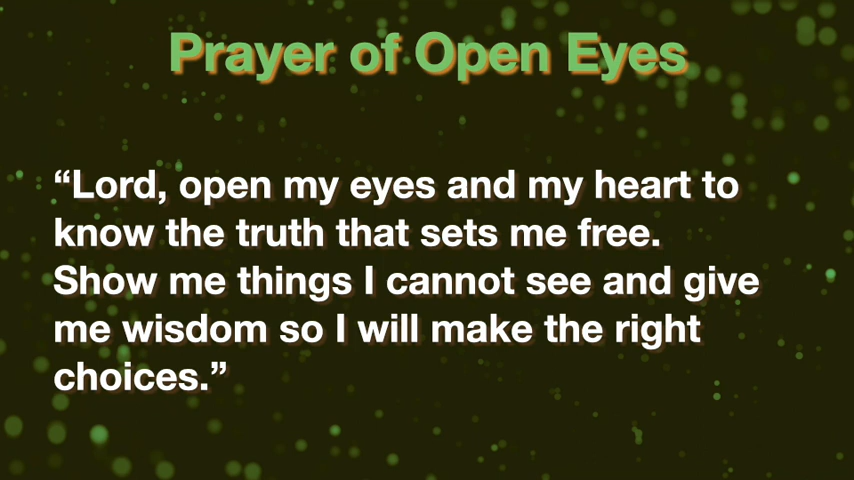 Prayer of Open Eyes
“Lord, open my eyes and my heart to
know the truth that sets me free.
Show me things I cannot see and give
me wisdom so I will make the right
choices.”